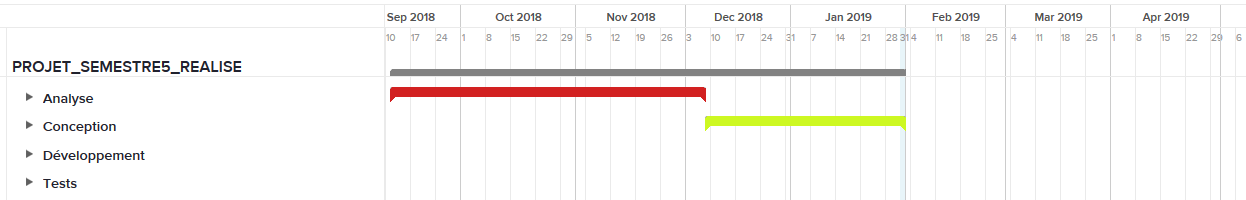 Sep 2018 Oct 2018 Nov 2018 Dec 2018 Jan 2019 Feb 2019 Mar 2019 Apr 2019
10 17 24 1 8 15 22 29 5 12 19 26 3 10 17 24 31 7 14 21 28 31 4 11 18 25 4 11 18 25 1 8 15 22 29 6
PROJET_SEMESTRE5_REALISE
Analyse
Conception
Développement
Tests